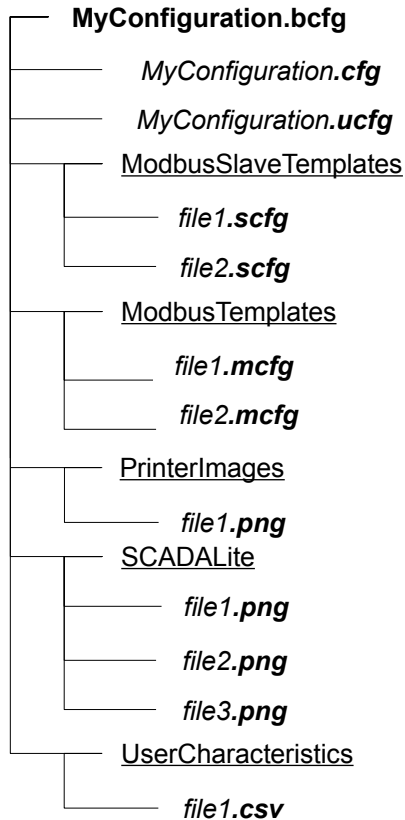 MyConfiguration.bcfg
MyConfiguration.cfg
MyConfiguration.ucfg
ModbusSlaveTemplates
file1.scfg
file2.scfg
ModbusTemplates
file1.mcfg
file2.mcfg
PrinterImages
file1.png
SCADALite
file1.png
file2.png
file3.png
UserCharacteristics
file1.csv